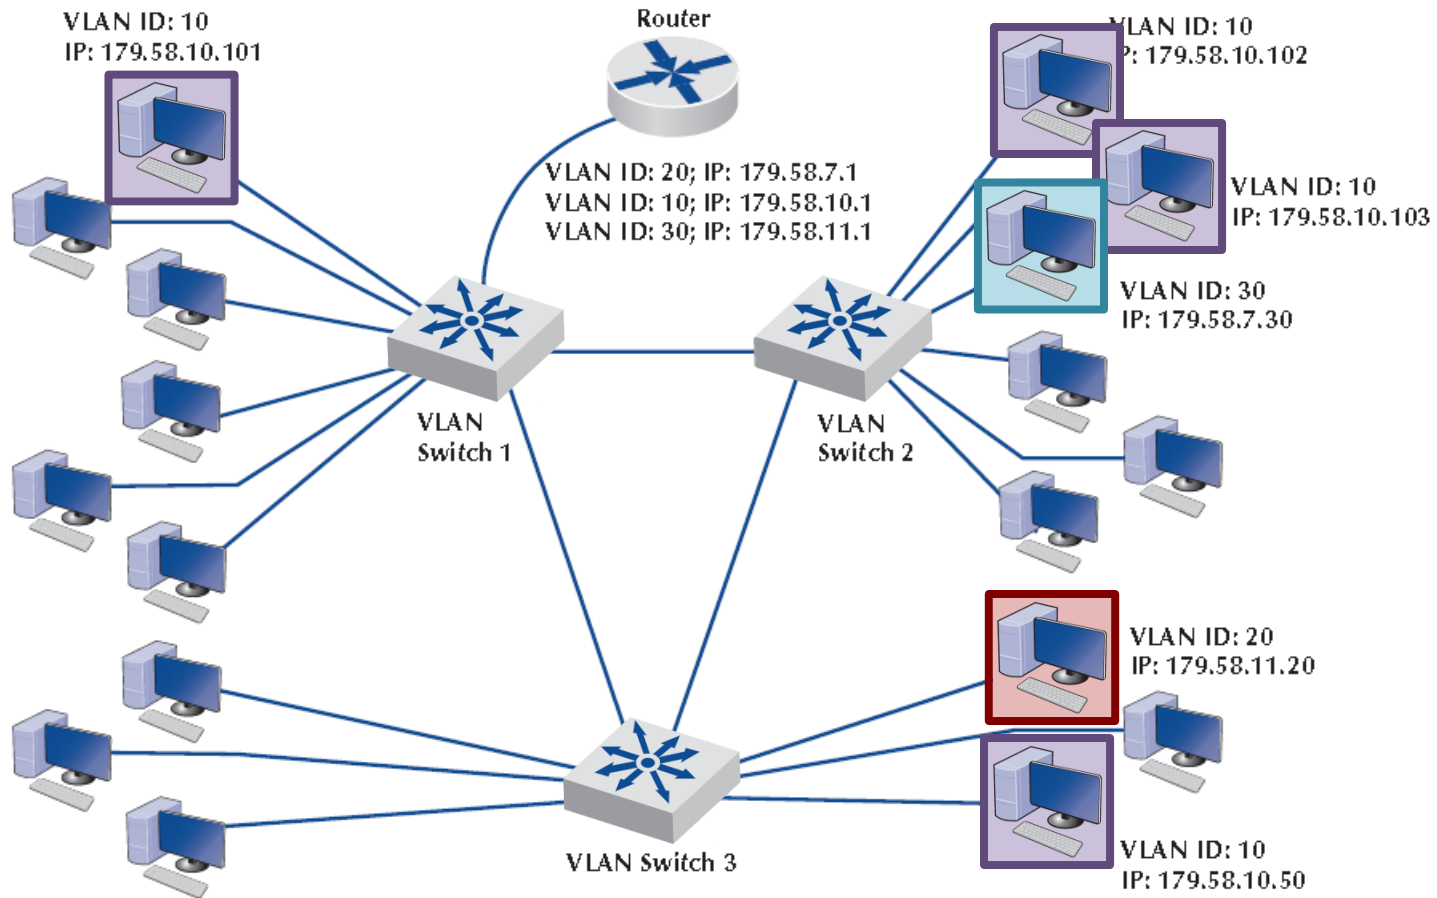 VLAN ID: 10
IP: 179.58.10.101
Router
VLAN ID: 10
P: 179.58.10.102
VLAN ID: 20; IP: 179.58.7.1
VLAN ID: 10; IP: 179.58.10.1
VLAN ID: 30; IP: 179.58.11.1
VLAN ID: 10
IP: 179.58.10.103
VLAN ID: 30
IP: 179.58.7.30
VLAN
Switch 1
VLAN
Switch 2
VLAN ID: 20
IP: 179.58.11.20
VLAN Switch 3
VLAN ID: 10
IP: 179.58.10.50